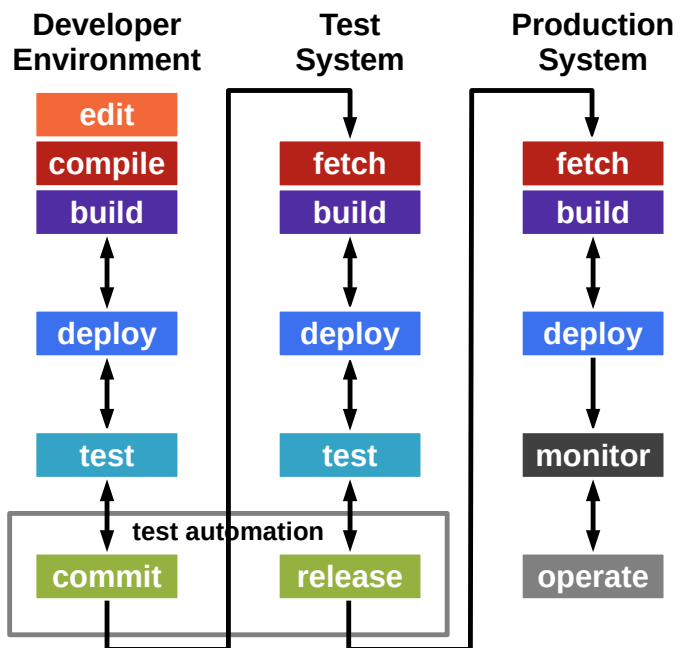 Developer
Environment
edit
compile
build
deploy
test
commit
Test
System
fetch
build
deploy
test
test automation
release
Production
System
fetch
build
deploy
monitor
operate